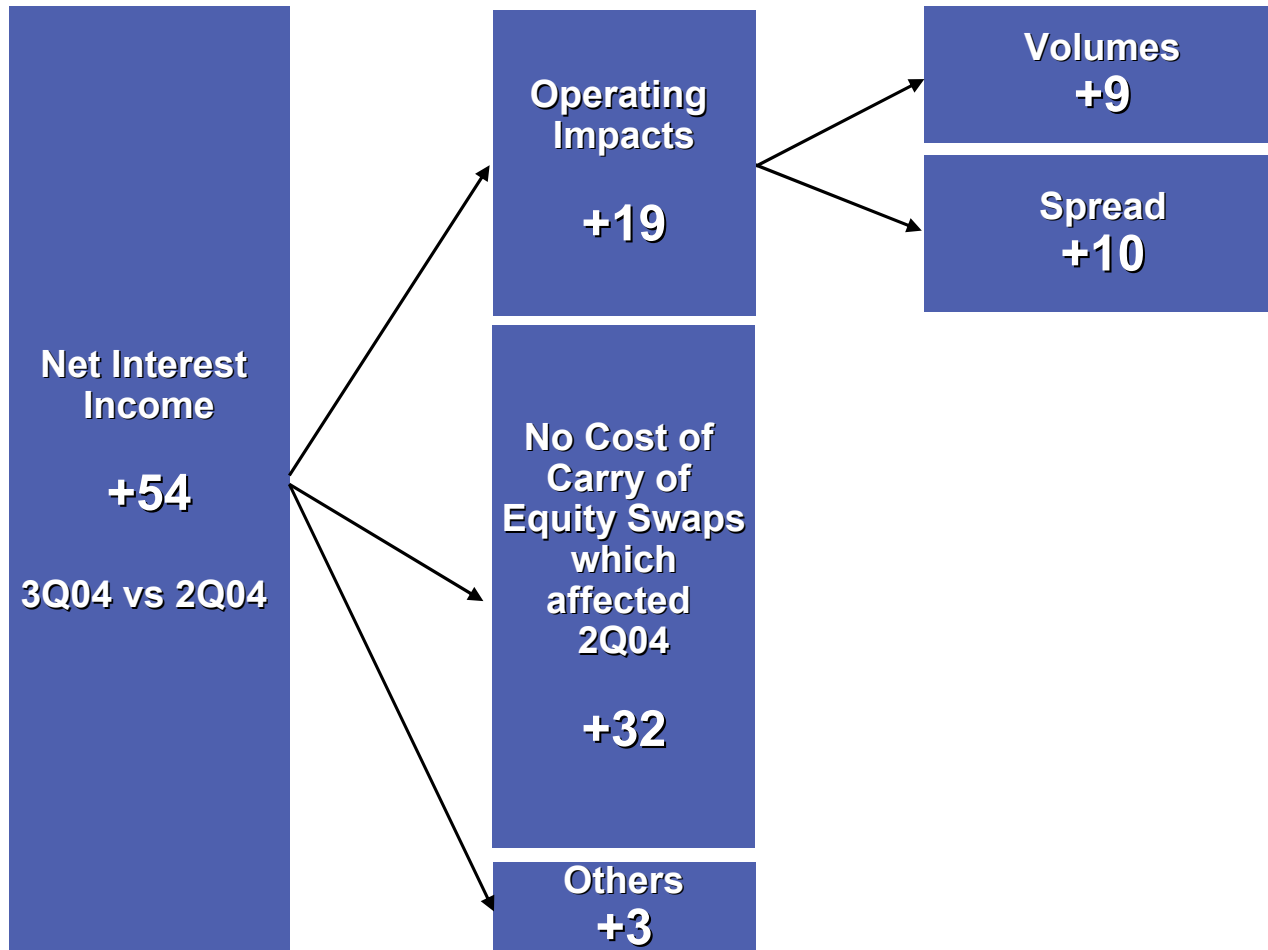 Net Interest
Income
+54
3Q04 vs 2Q04
Operating
Impacts
+19
No Cost of
Carry of
Equity Swaps
which
affected
2Q04
+32
Others
+3
Volumes
+9
Spread
+10